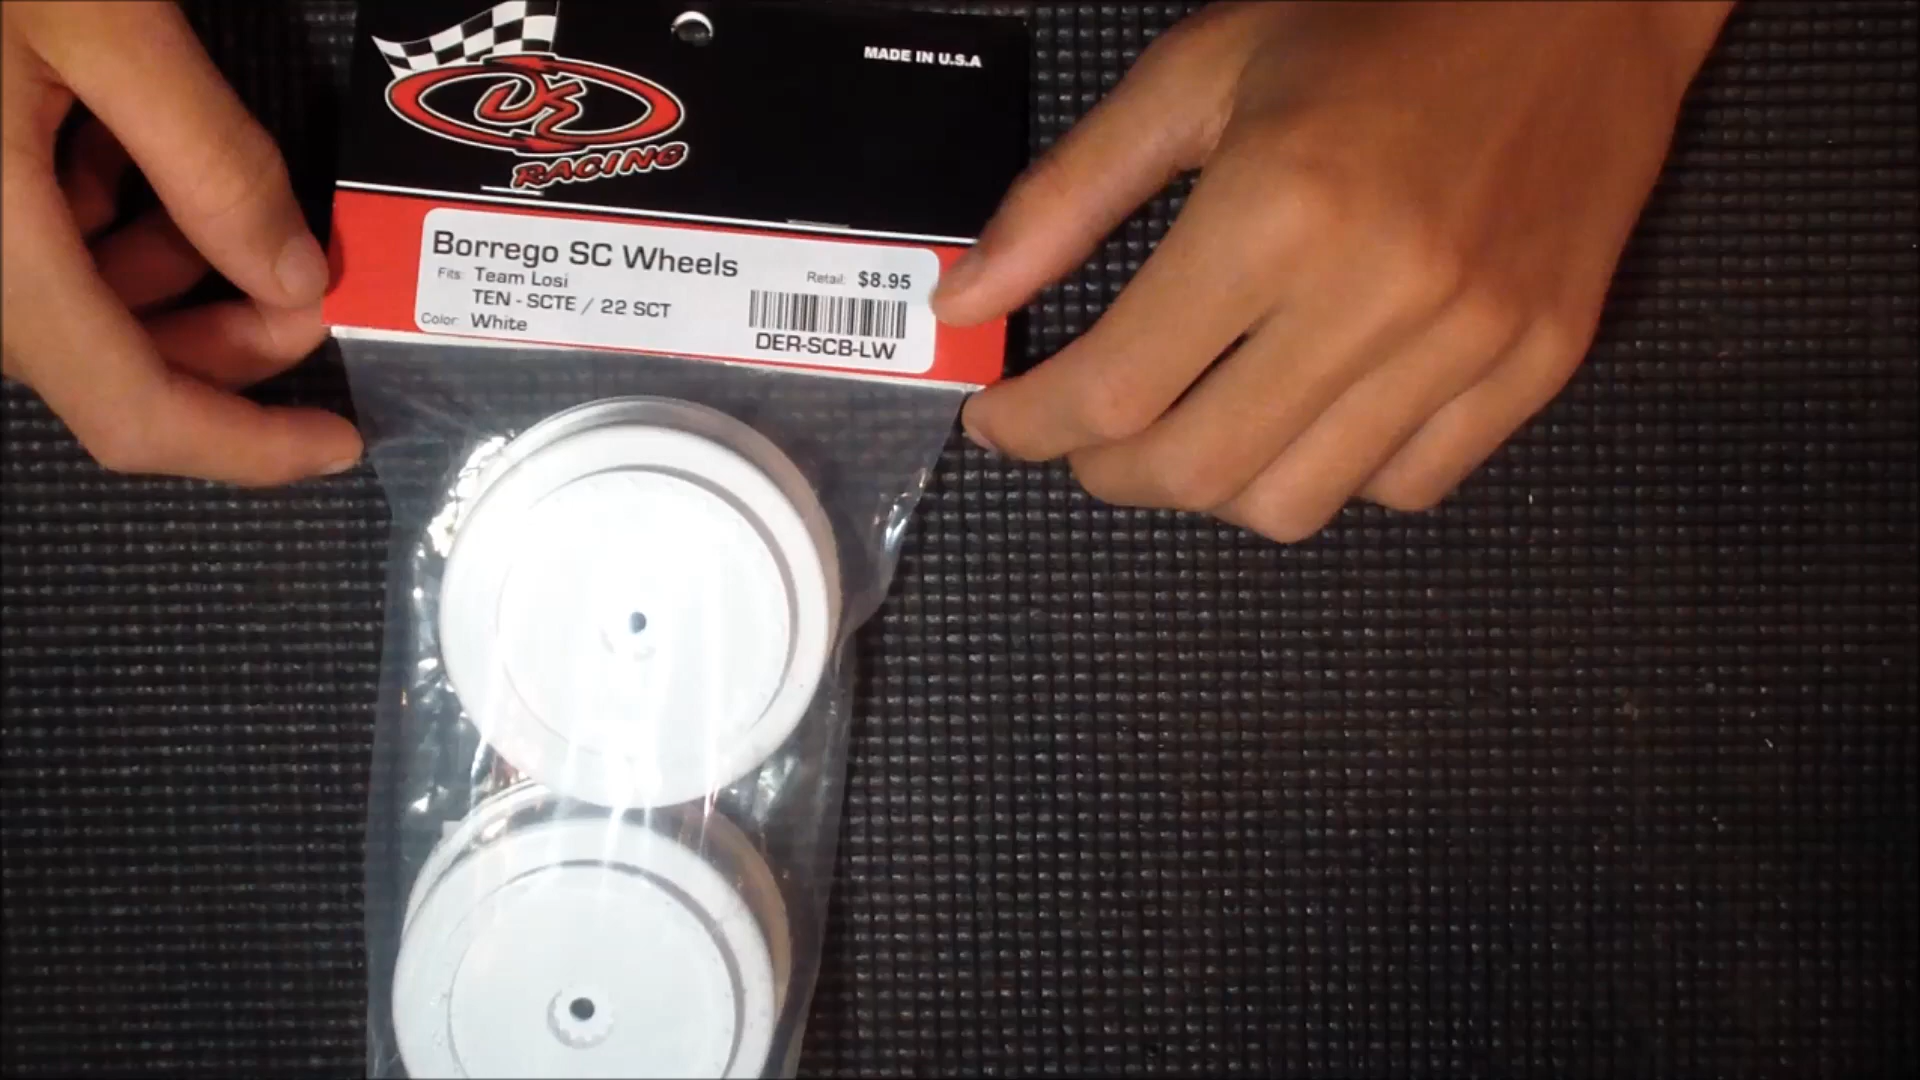 MADE IN U.S.A
DE
RACING
Borrego SC Wheels
Fits: Team Losi
TEN - SCTE / 22 SCT
Color: White
Retail: $8.95
DER-SCB-LW